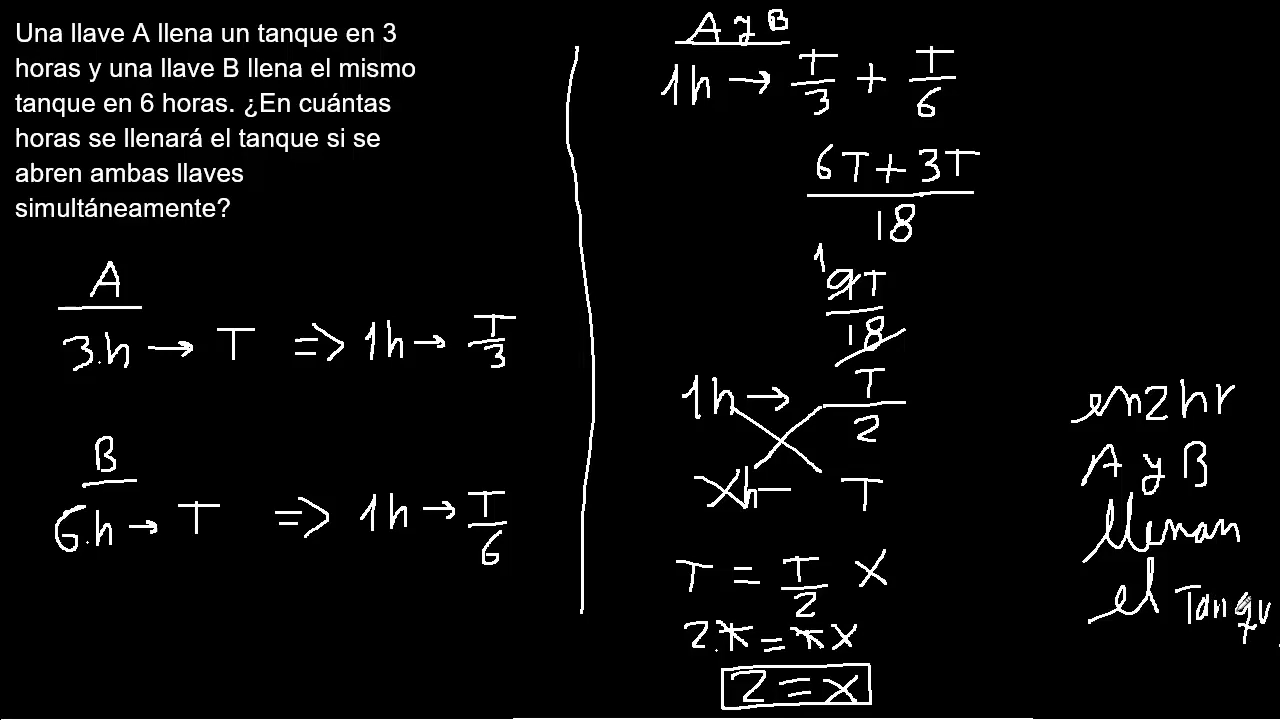 Una llave A llena un tanque en 3
horas y una llave B llena el mismo
tanque en 6 horas. ¿En cuántas
horas se llenará el tanque si se
abren ambas llaves
simultáneamente?
A
3.h → T => 1h → T/3
B
6.h → T => 1h → T/6
A y B
1h → T/3 + T/6
6T + 3T
18
1
9T
18
1h → T/2
xh — T
T = T/2 x
2.T = T x
2 = x
en 2 hr
A y B
llenan
el Tanqu